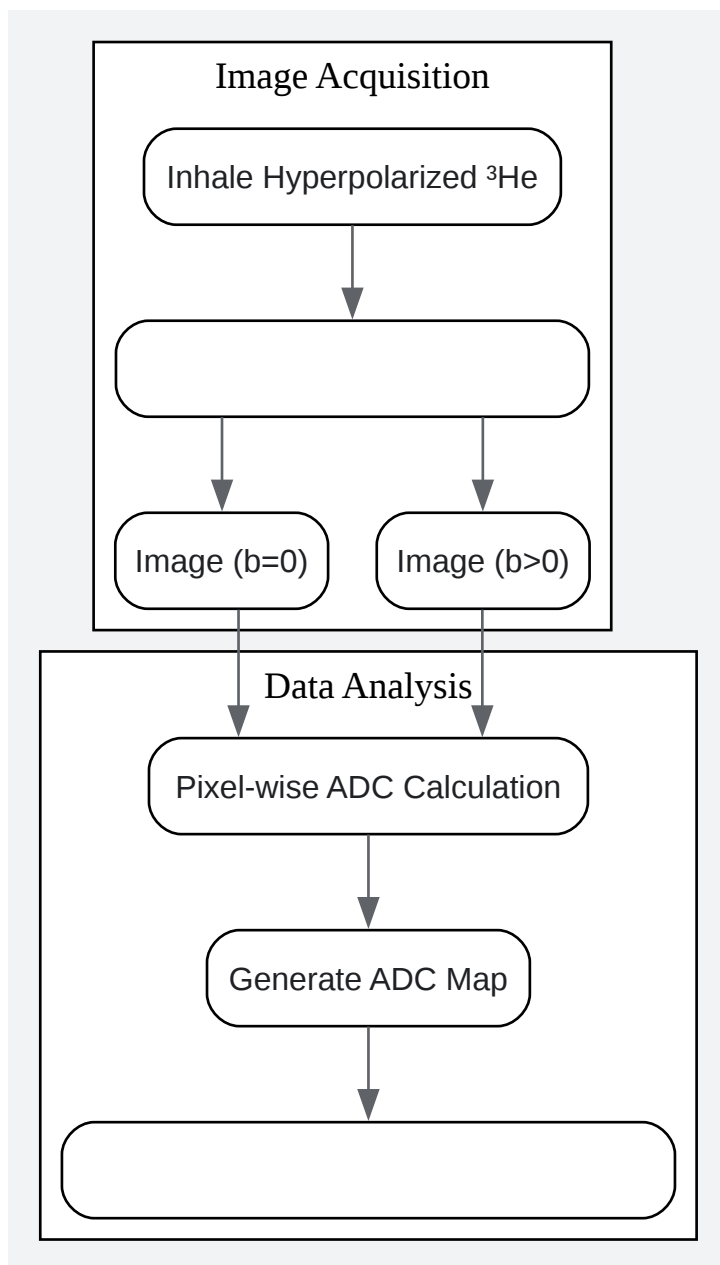 Image Acquisition
Inhale Hyperpolarized ³He
Image (b=0)
Image (b>0)
Data Analysis
Pixel-wise ADC Calculation
Generate ADC Map